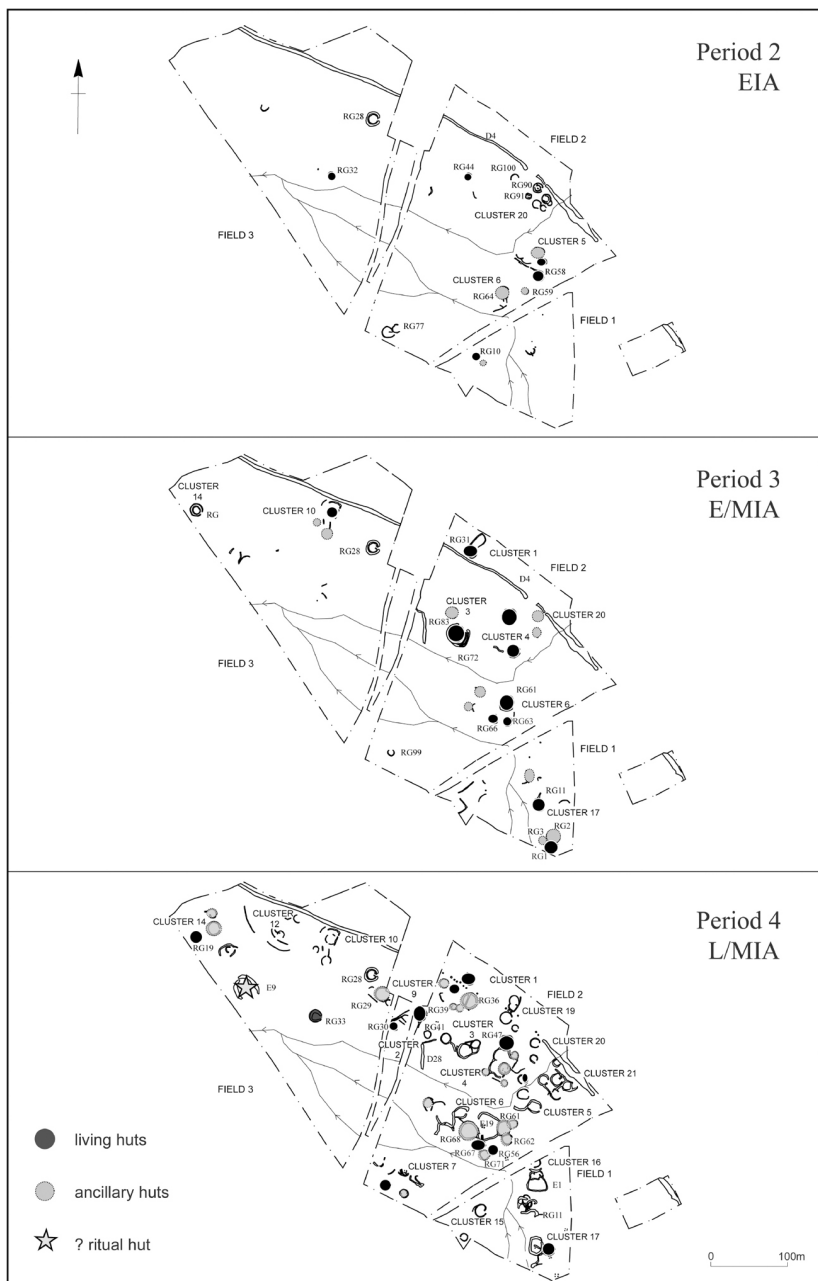 Period 2
EIA
FIELD 2
RG28
D4
RG44
RG100
RG32
RG90
RG91
CLUSTER 20
FIELD 3
CLUSTER 5
RG58
CLUSTER 6
RG64
RG59
FIELD 1
RG77
RG10
Period 3
E/MIA
CLUSTER
14
RG
CLUSTER 10
RG28
RG31
CLUSTER 1
FIELD 2
D4
CLUSTER
3
CLUSTER 20
RG83
CLUSTER 4
RG72
FIELD 3
RG61
CLUSTER 6
RG66
RG63
RG99
FIELD 1
RG11
CLUSTER 17
RG3
RG2
RG1
Period 4
L/MIA
CLUSTER
12
CLUSTER 14
RG19
CLUSTER 10
RG28
CLUSTER
9
CLUSTER 1
E9
RG29
RG39
RG36
FIELD 2
CLUSTER
19
RG33
RG30
RG41
CLUSTER
3
RG47
CLUSTER
2
CLUSTER
20
D28
CLUSTER
4
CLUSTER
21
FIELD 3
CLUSTER 6
CLUSTER 5
E19
RG61
RG68
RG62
RG67
RG56
RG71
CLUSTER 7
CLUSTER 16
FIELD 1
E1
CLUSTER
15
RG11
CLUSTER 17
living huts
ancillary huts
? ritual hut
0 100m